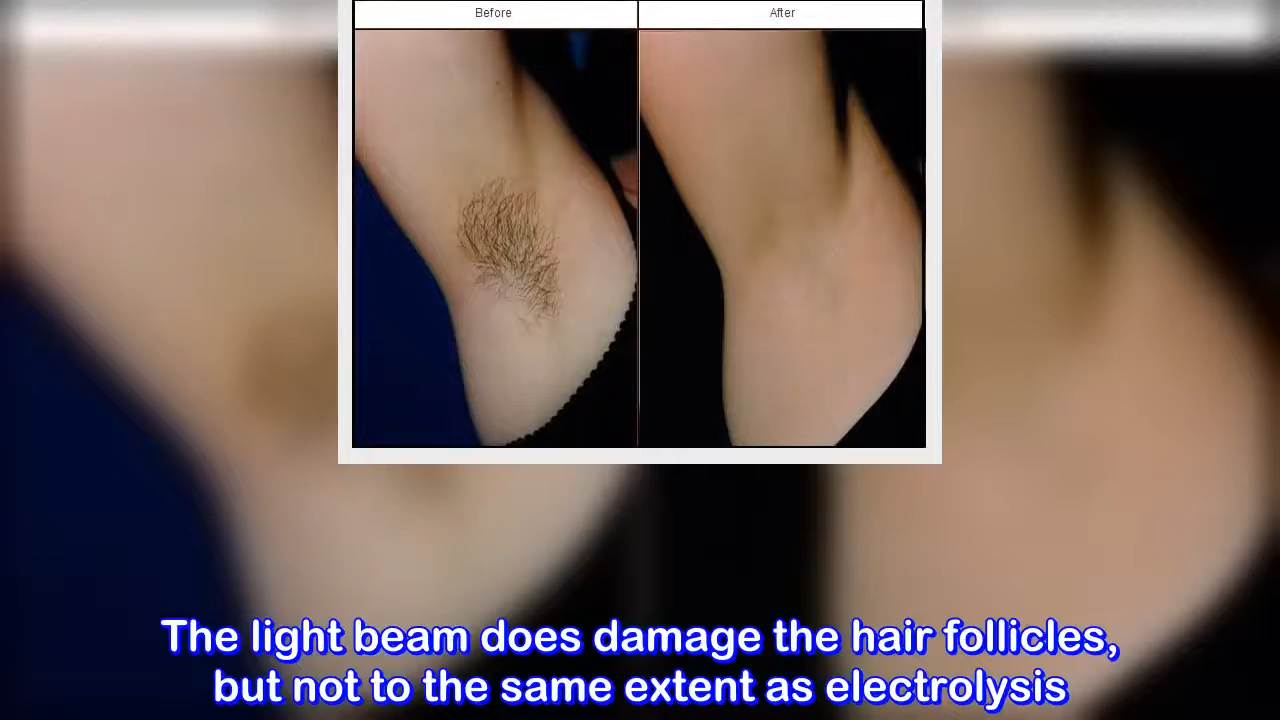 Before
After
The light beam does damage the hair follicles,
but not to the same extent as electrolysis